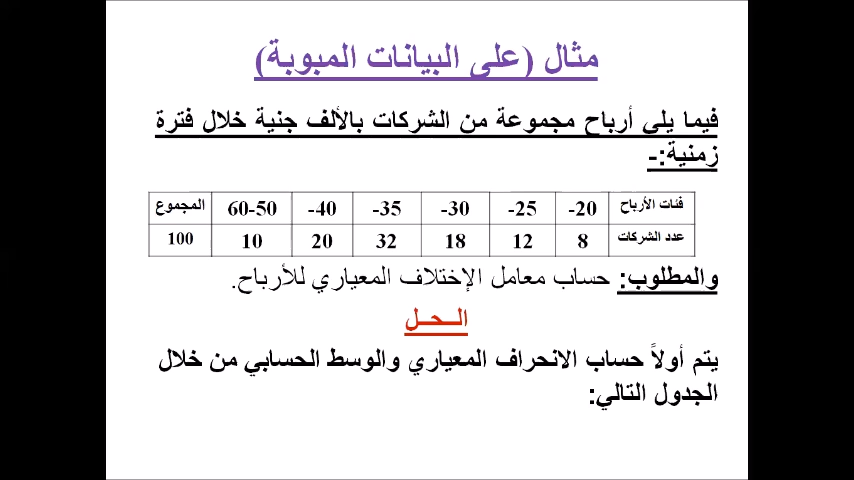 مثال (على البيانات المبوبة)
فيما يلي أرباح مجموعة من الشركات بالألف جنية خلال فترة
زمنية:-
فئات الأرباح 20- 25- 30- 35- 40- 50-60 المجموع
عدد الشركات 8 12 18 32 20 10 100
والمطلوب: حساب معامل الإختلاف المعياري للأرباح.
الــحــل
يتم أولاً حساب الانحراف المعياري والوسط الحسابي من خلال
الجدول التالي: